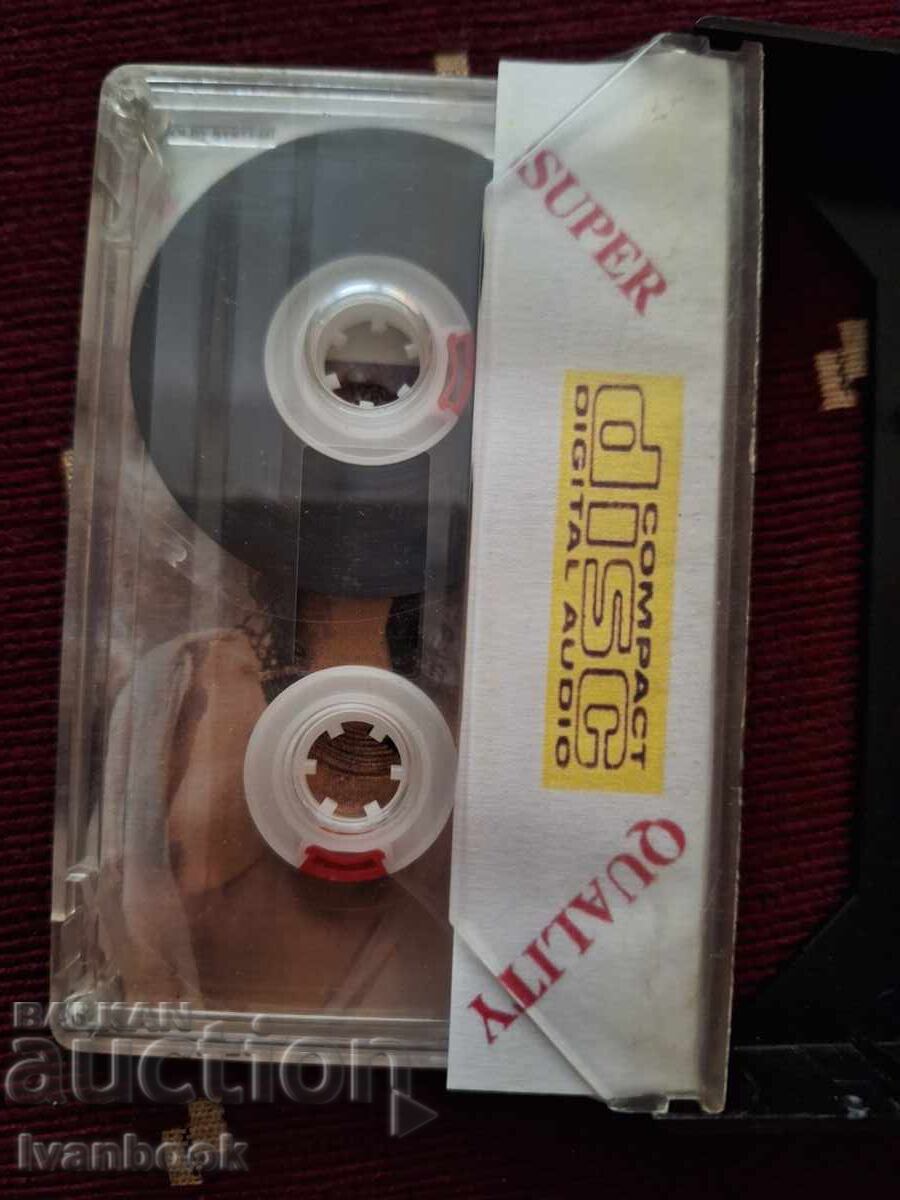 SUPER
COMPACT
disc
DIGITAL AUDIO
QUALITY
BALKAN
auction
Ivanbook